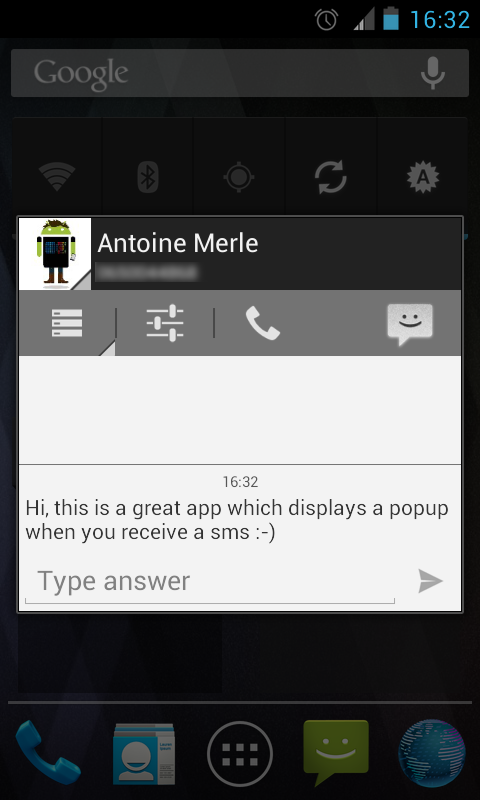 16:32
Google
A
Antoine Merle
16:32
Hi, this is a great app which displays a popup
when you receive a sms :-)
Type answer